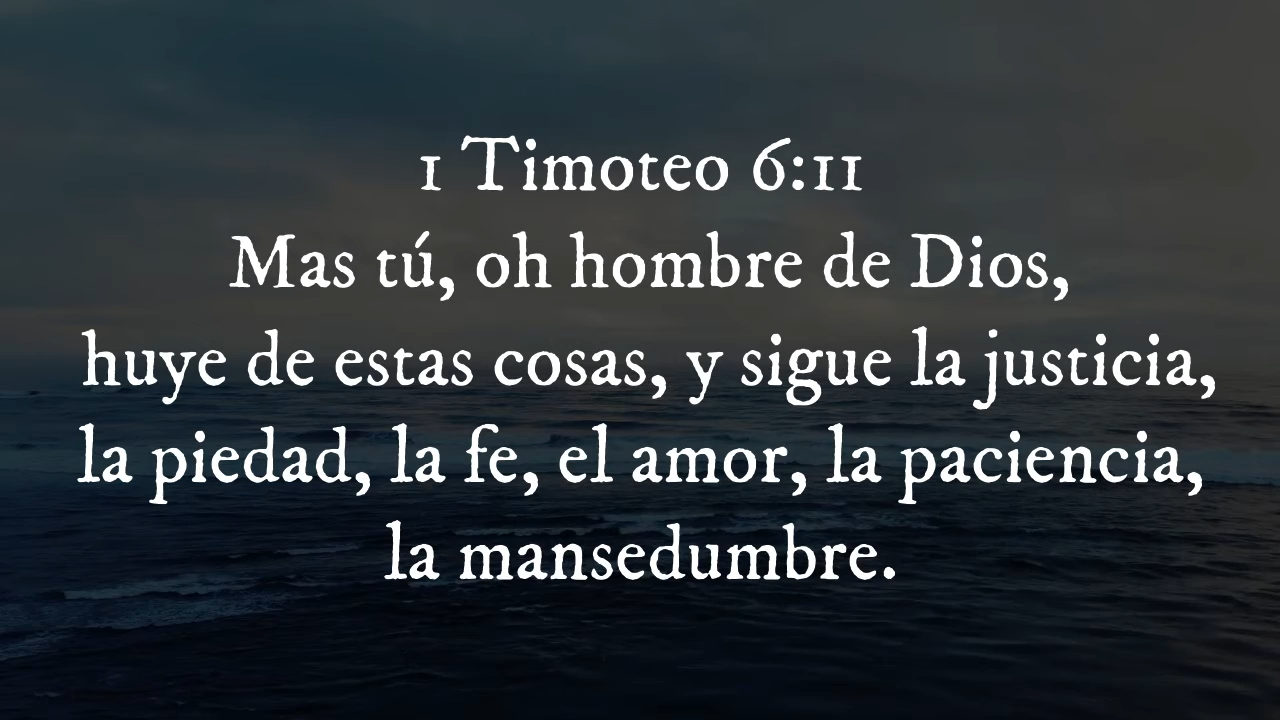 1 Timoteo 6:11
Mas tú, oh hombre de Dios,
huye de estas cosas, y sigue la justicia,
la piedad, la fe, el amor, la paciencia,
la mansedumbre.